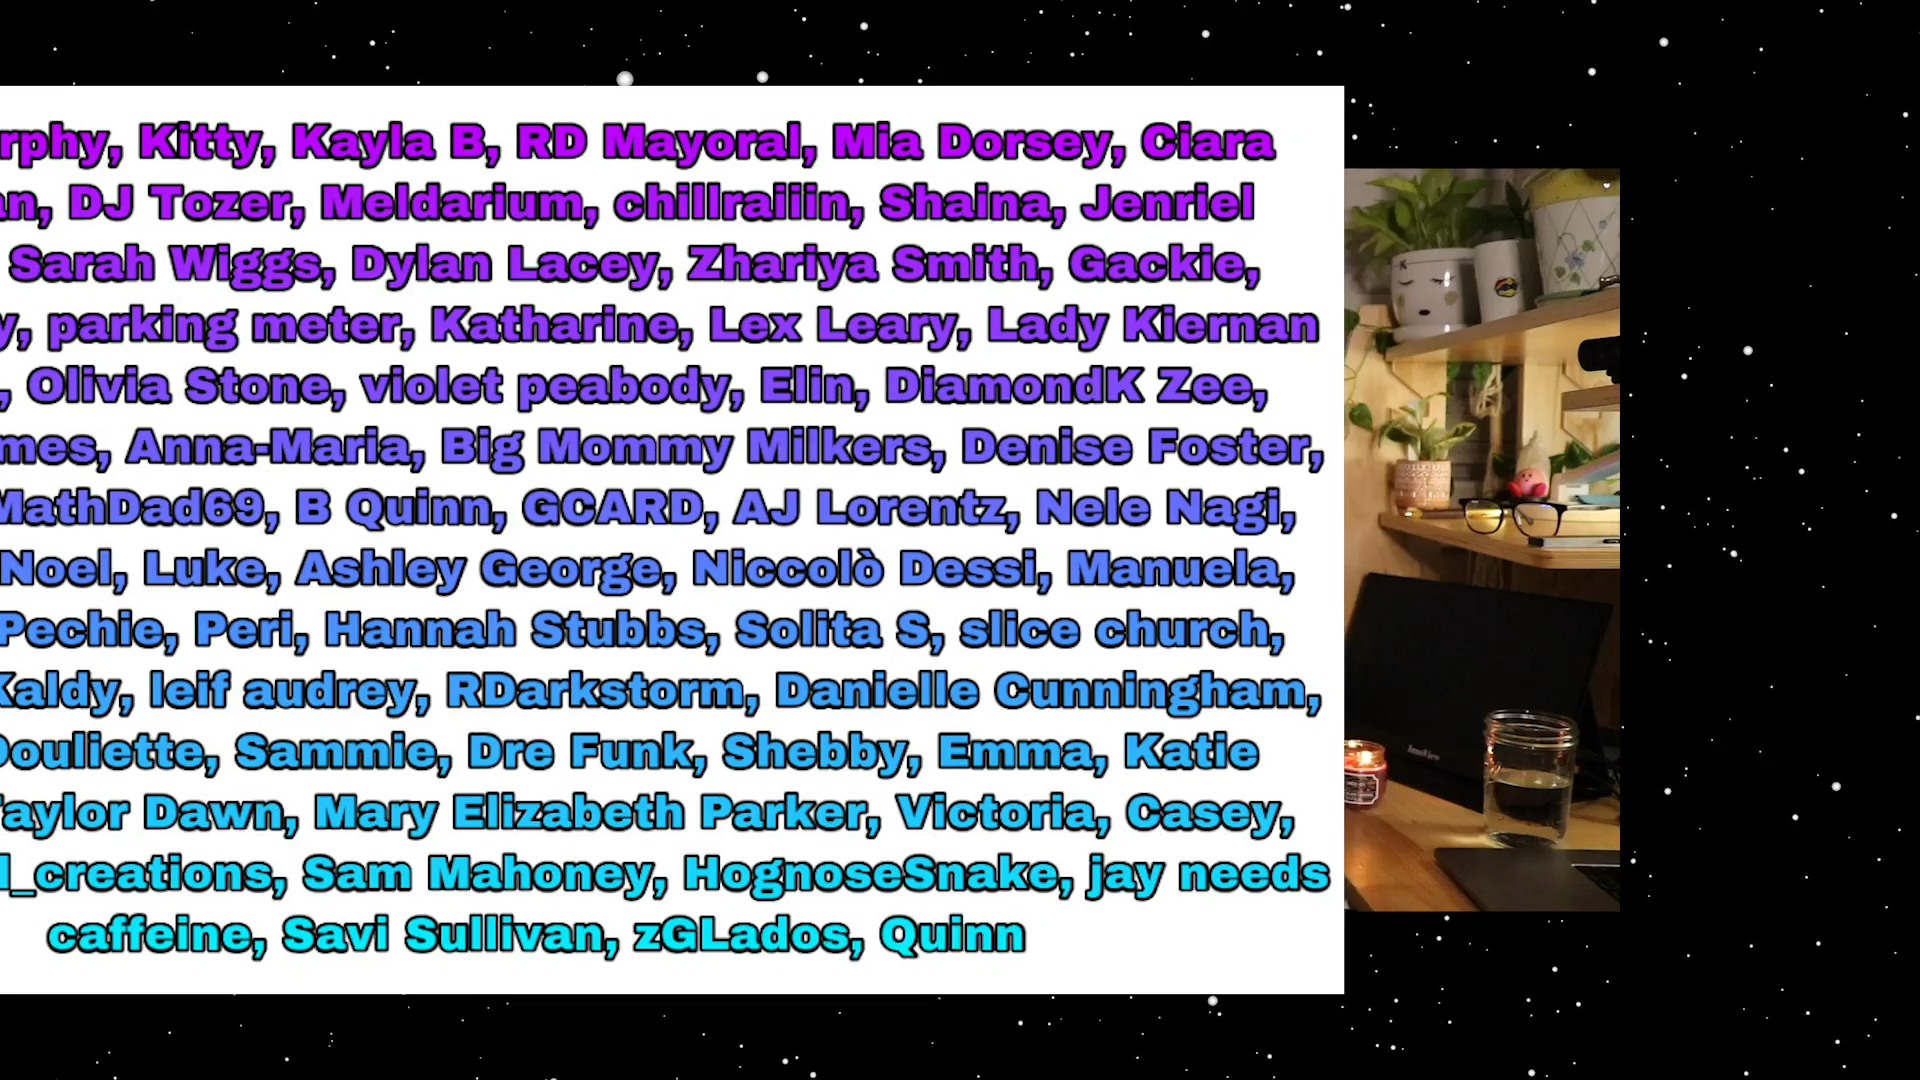 rphy, Kitty, Kayla B, RD Mayoral, Mia Dorsey, Ciara
an, DJ Tozer, Meldarium, chillraiiin, Shaina, Jenriel
Sarah Wiggs, Dylan Lacey, Zhariya Smith, Gackie,
y, parking meter, Katharine, Lex Leary, Lady Kiernan
, Olivia Stone, violet peabody, Elin, DiamondK Zee,
mes, Anna-Maria, Big Mommy Milkers, Denise Foster,
MathDad69, B Quinn, GCARD, AJ Lorentz, Nele Nagi,
Noel, Luke, Ashley George, Niccolò Dessi, Manuela,
Pechie, Peri, Hannah Stubbs, Solita S, slice church,
Kaldy, leif audrey, RDarkstorm, Danielle Cunningham,
Douliette, Sammie, Dre Funk, Shebby, Emma, Katie
Taylor Dawn, Mary Elizabeth Parker, Victoria, Casey,
l_creations, Sam Mahoney, HognoseSnake, jay needs
caffeine, Savi Sullivan, zGLados, Quinn